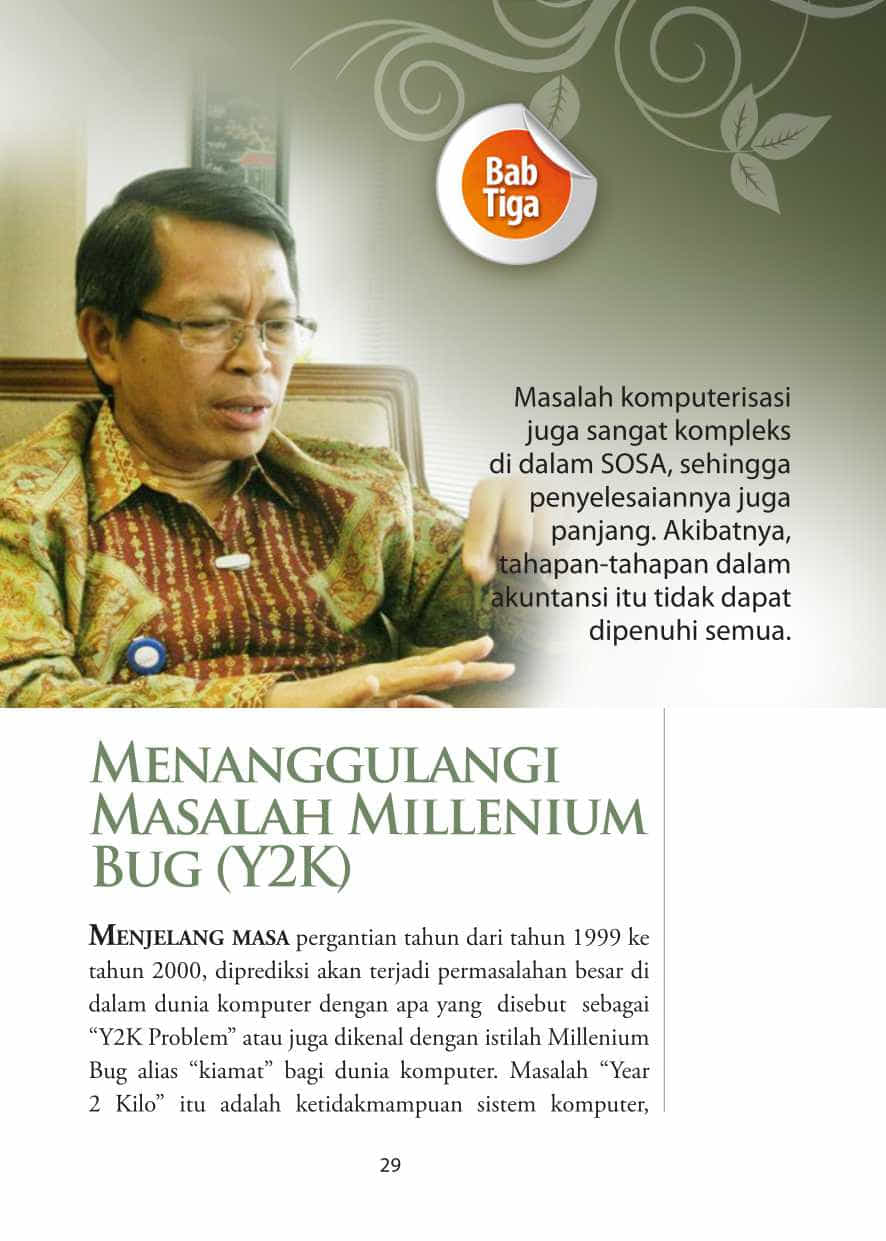 Bab
Tiga
Masalah komputerisasi
juga sangat kompleks
di dalam SOSA, sehingga
penyelesaiannya juga
panjang. Akibatnya,
tahapan-tahapan dalam
akuntansi itu tidak dapat
dipenuhi semua.
MENANGGULANGI
MASALAH MILLENIUM
BUG (Y2K)
MENJELANG MASA pergantian tahun dari tahun 1999 ke
tahun 2000, diprediksi akan terjadi permasalahan besar di
dalam dunia komputer dengan apa yang disebut sebagai
“Y2K Problem” atau juga dikenal dengan istilah Millenium
Bug alias “kiamat” bagi dunia komputer. Masalah “Year
2 Kilo” itu adalah ketidakmampuan sistem komputer,
29